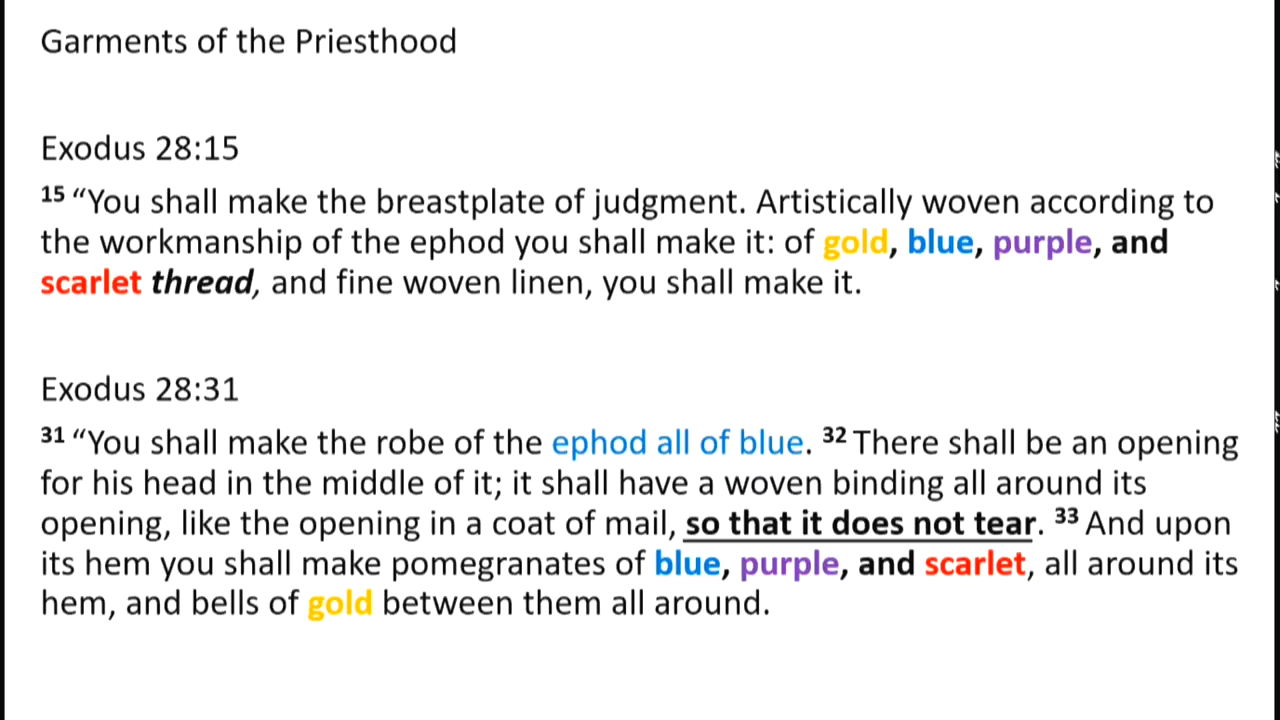 Garments of the Priesthood
Exodus 28:15
15 “You shall make the breastplate of judgment. Artistically woven according to
the workmanship of the ephod you shall make it: of gold, blue, purple, and
scarlet thread, and fine woven linen, you shall make it.
Exodus 28:31
31 “You shall make the robe of the ephod all of blue. 32 There shall be an opening
for his head in the middle of it; it shall have a woven binding all around its
opening, like the opening in a coat of mail, so that it does not tear. 33 And upon
its hem you shall make pomegranates of blue, purple, and scarlet, all around its
hem, and bells of gold between them all around.